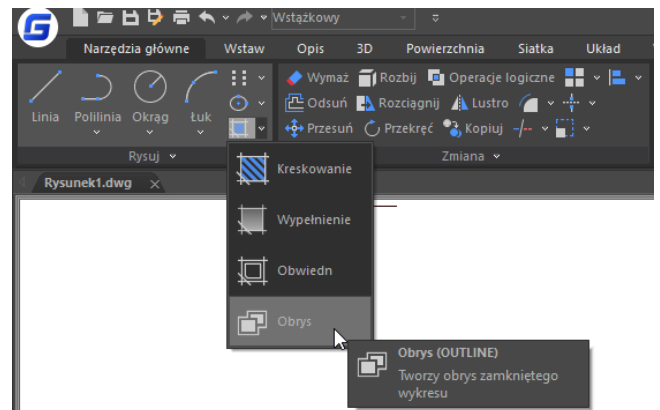 G
Wstążkowy
Narzędzia główne Wstaw Opis 3D Powierzchnia Siatka Układ
Wymaż Rozbij Operacje logiczne
Odsuń Rozciągnij Lustro
Linia Polilinia Okrąg Łuk
Przesuń Przekręć Kopiuj
Rysuj Zmiana
Rysunek1.dwg
Kreskowanie
Wypełnienie
Obwiedn
Obrys
Obrys (OUTLINE)
Tworzy obrys zamkniętego
wykresu